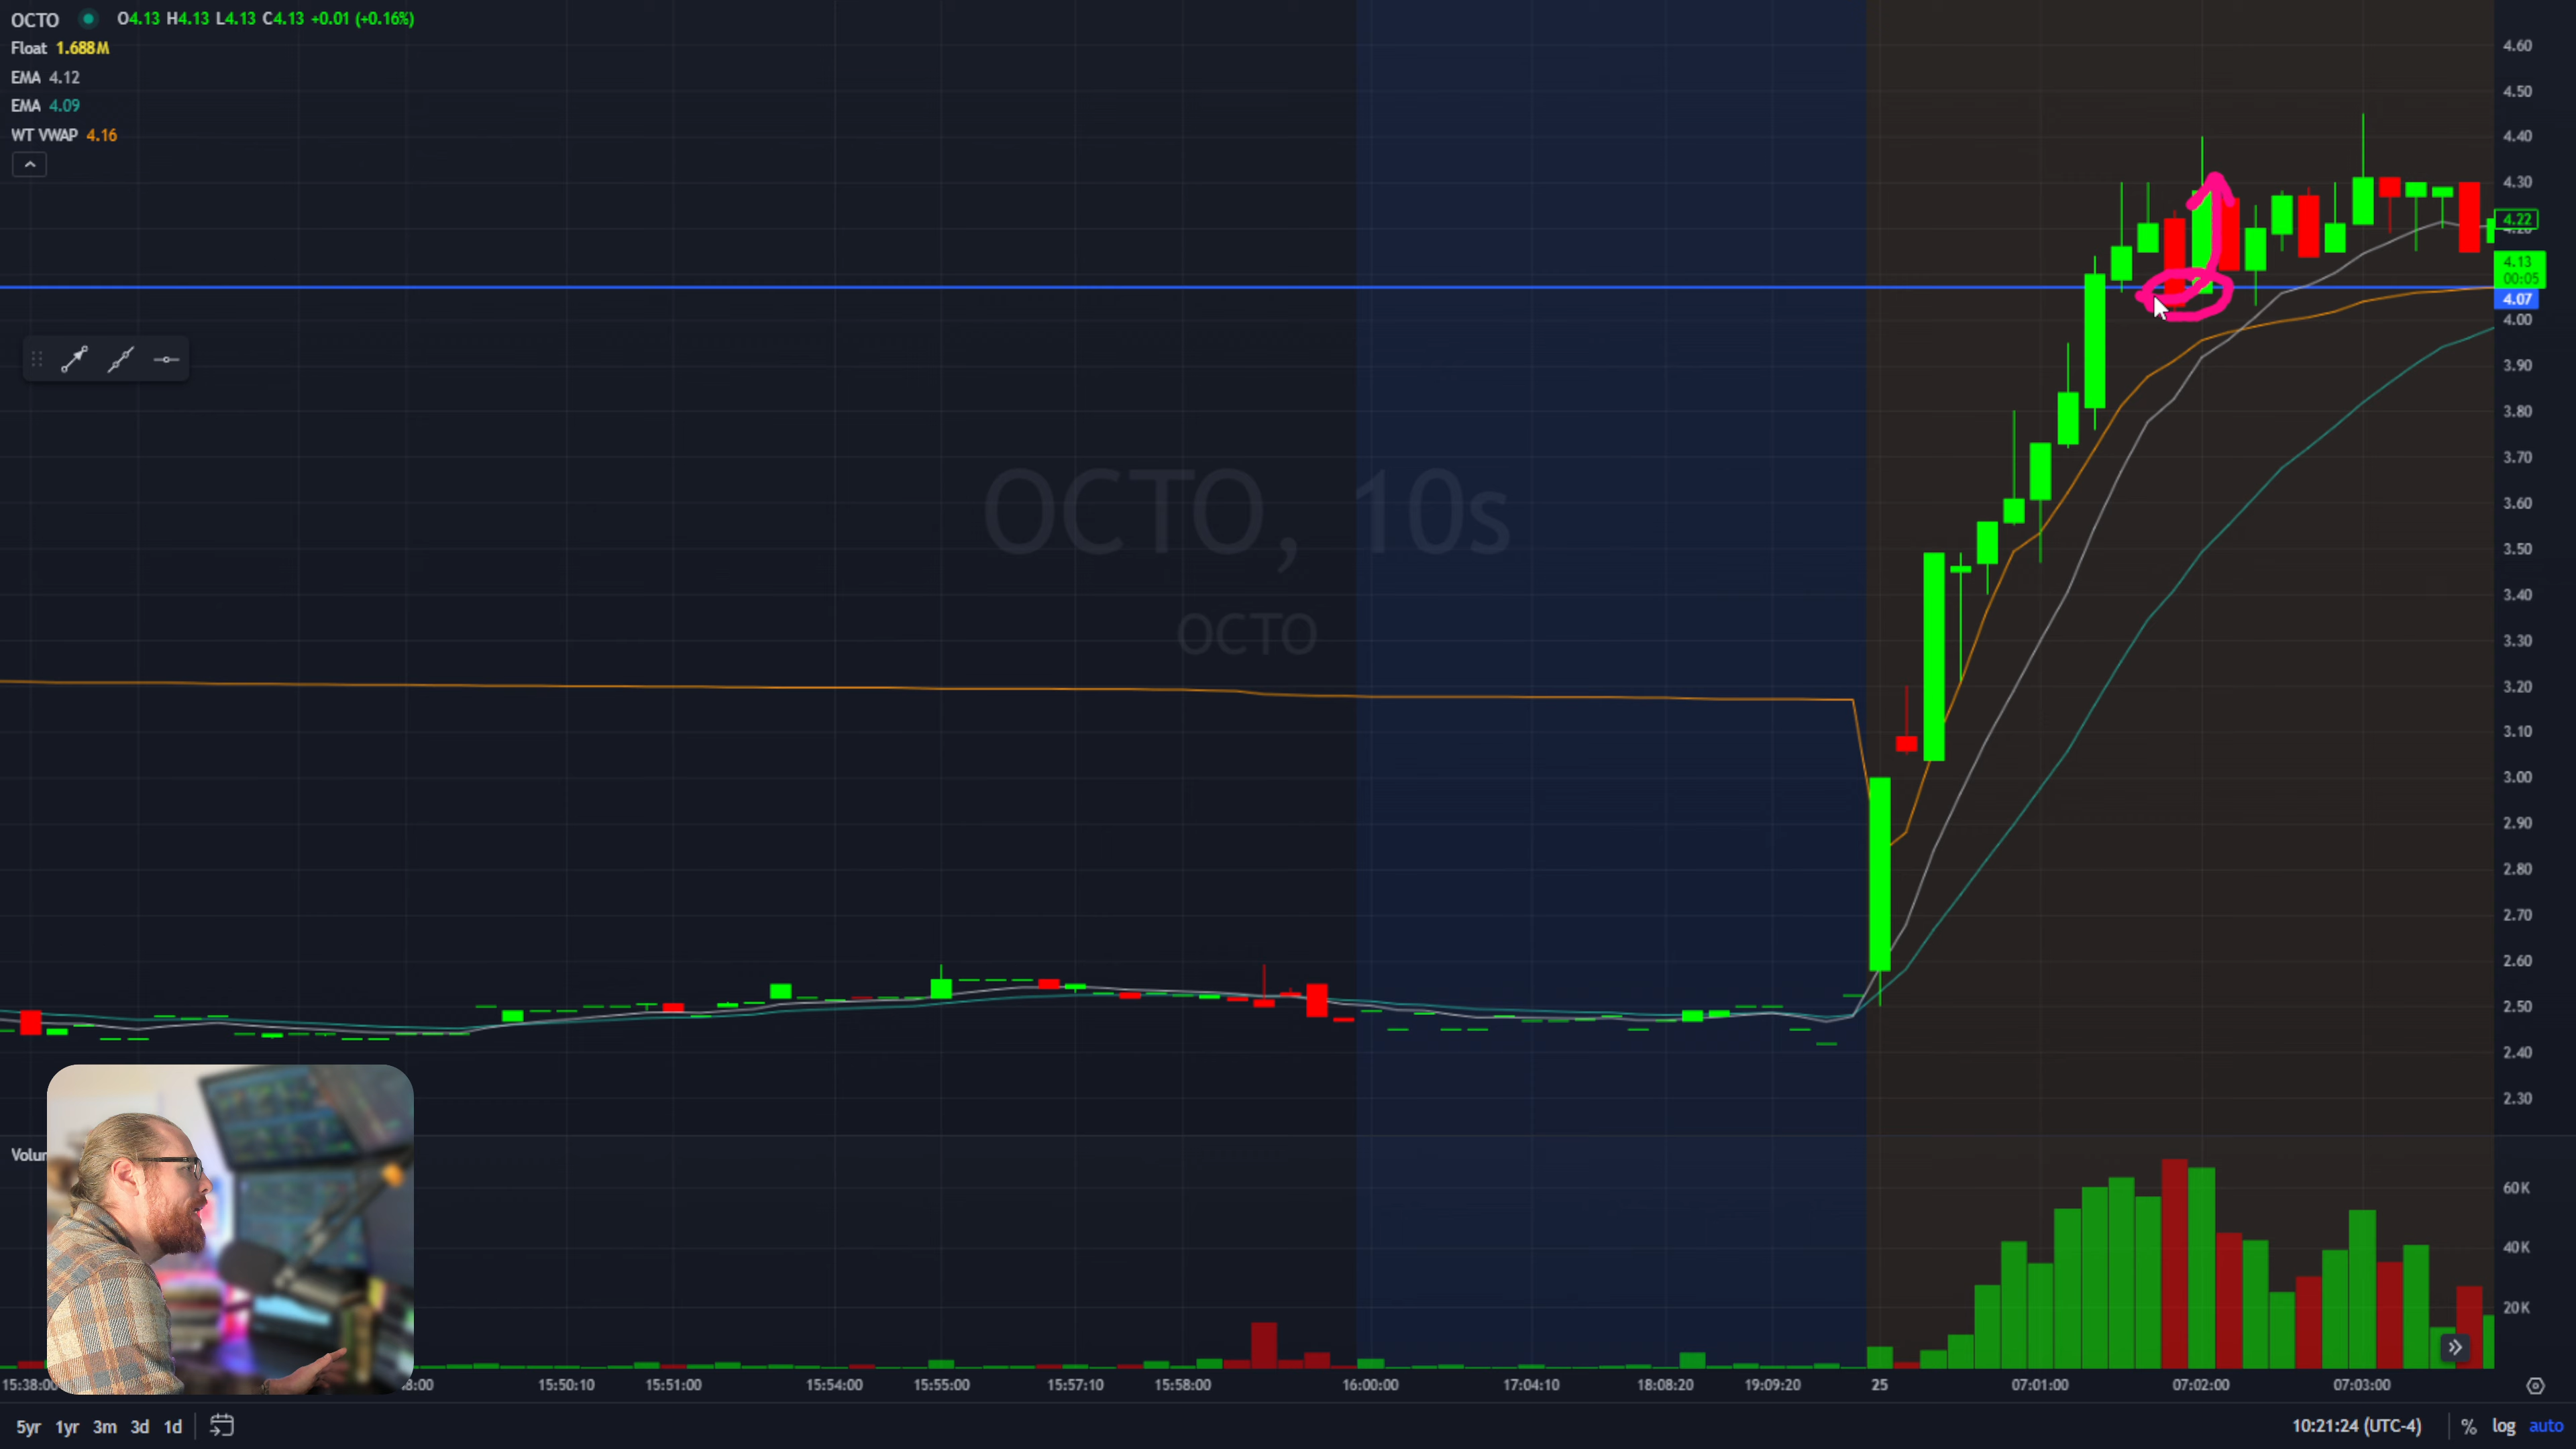 OCTO O4.13 H4.13 L4.13 C4.13 +0.01 (+0.16%)
Float 1.688M
EMA 4.12
EMA 4.09
WT VWAP 4.16
4.60
4.50
4.40
4.30
4.22
4.13
00:05
4.07
4.00
3.90
3.80
3.70
3.60
3.50
3.40
3.30
3.20
3.10
3.00
2.90
2.80
2.70
2.60
2.50
2.40
2.30
OCTO, 10s
OCTO
60K
40K
20K
15:38:00 15:50:10 15:51:00 15:54:00 15:55:00 15:57:10 15:58:00 16:00:00 17:04:10 18:08:20 19:09:20 25 07:01:00 07:02:00 07:03:00
5yr 1yr 3m 3d 1d 10:21:24 (UTC-4) % log auto